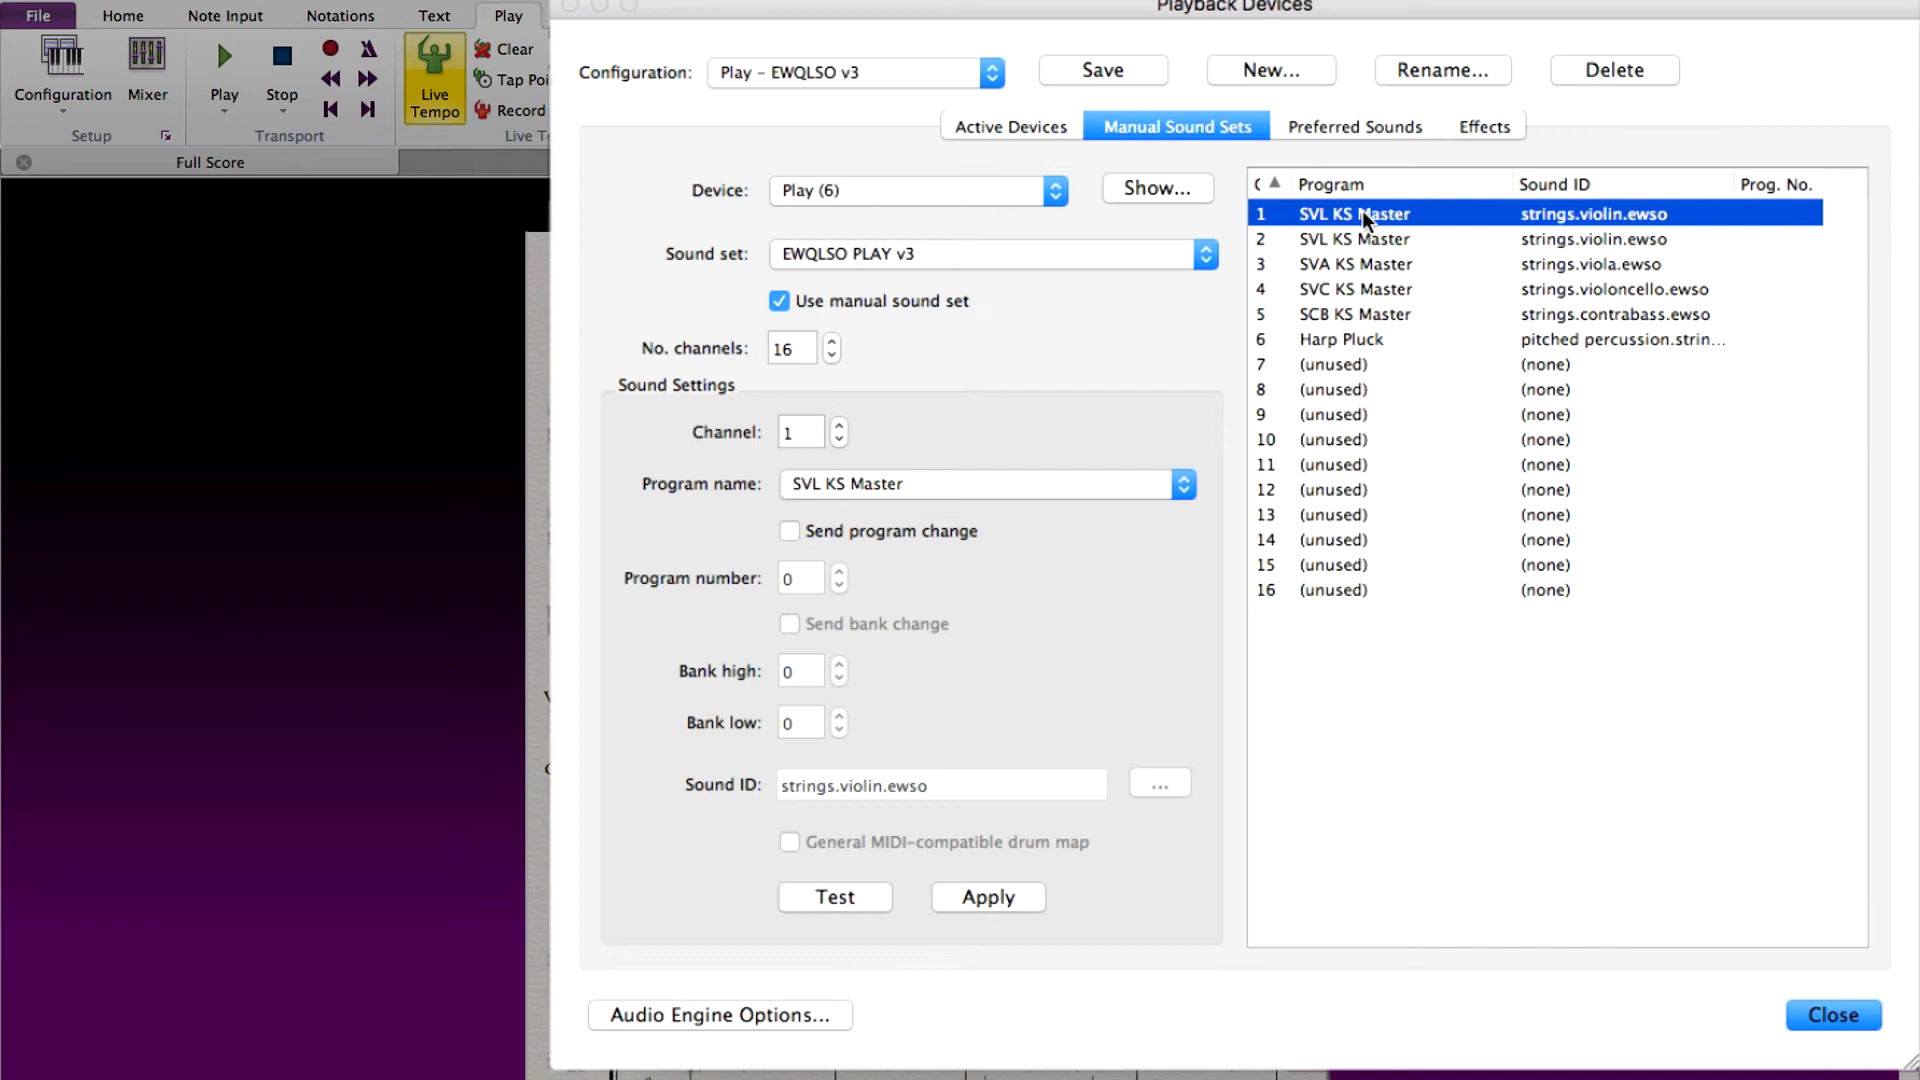 Playback Devices
File Home Note Input Notations Text Play
Configuration Mixer Play Stop Live Tempo Clear Tap Poi Record
Setup Transport Live T
Full Score
Configuration: Play – EWQLSO v3 Save New... Rename... Delete
Active Devices Manual Sound Sets Preferred Sounds Effects
Device: Play (6) Show...
Sound set: EWQLSO PLAY v3
Use manual sound set
No. channels: 16
Sound Settings
Channel: 1
Program name: SVL KS Master
Send program change
Program number: 0
Send bank change
Bank high: 0
Bank low: 0
Sound ID: strings.violin.ewso ...
General MIDI-compatible drum map
Test Apply
Program Sound ID Prog. No.
1 SVL KS Master strings.violin.ewso
2 SVL KS Master strings.violin.ewso
3 SVA KS Master strings.viola.ewso
4 SVC KS Master strings.violoncello.ewso
5 SCB KS Master strings.contrabass.ewso
6 Harp Pluck pitched percussion.strin...
7 (unused) (none)
8 (unused) (none)
9 (unused) (none)
10 (unused) (none)
11 (unused) (none)
12 (unused) (none)
13 (unused) (none)
14 (unused) (none)
15 (unused) (none)
16 (unused) (none)
Audio Engine Options... Close